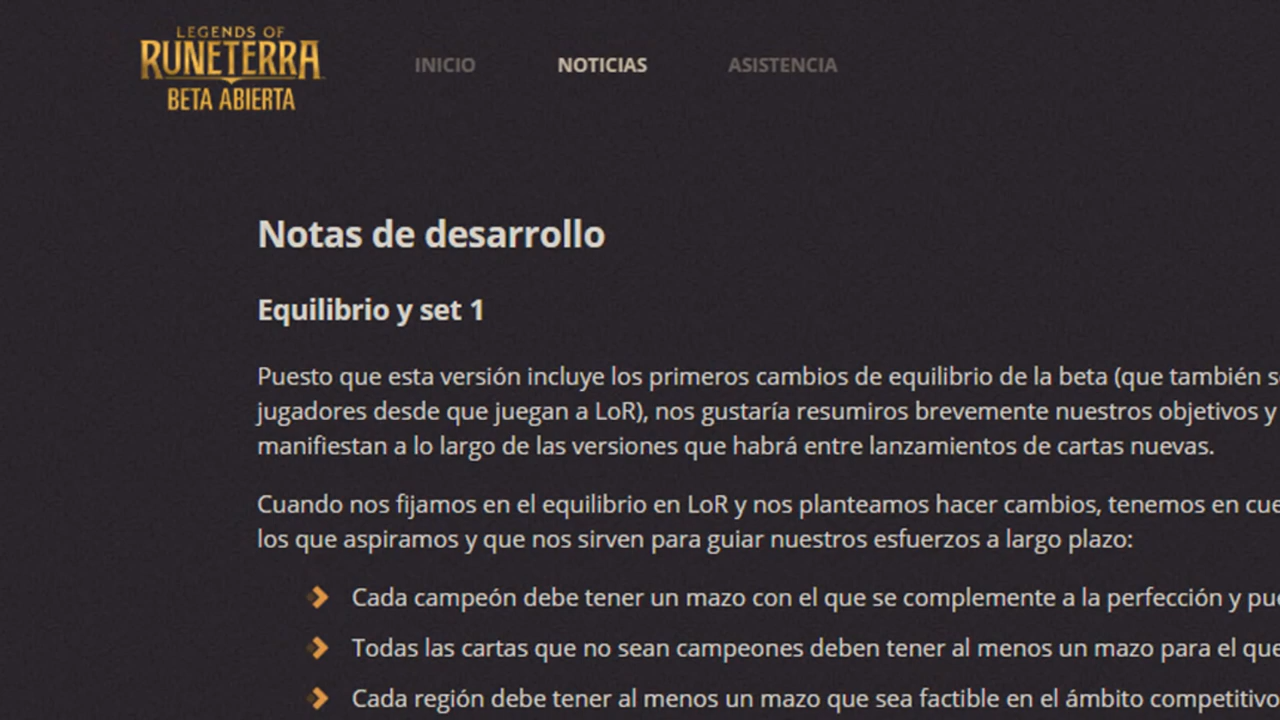 LEGENDS OF
RUNETERRA
BETA ABIERTA
INICIO NOTICIAS ASISTENCIA
Notas de desarrollo
Equilibrio y set 1
Puesto que esta versión incluye los primeros cambios de equilibrio de la beta (que también
jugadores desde que juegan a LoR), nos gustaría resumiros brevemente nuestros objetivos y
manifiestan a lo largo de las versiones que habrá entre lanzamientos de cartas nuevas.
Cuando nos fijamos en el equilibrio en LoR y nos planteamos hacer cambios, tenemos en
los que aspiramos y que nos sirven para guiar nuestros esfuerzos a largo plazo:
Cada campeón debe tener un mazo con el que se complemente a la perfección y
Todas las cartas que no sean campeones deben tener al menos un mazo para el que
Cada región debe tener al menos un mazo que sea factible en el ámbito competitivo